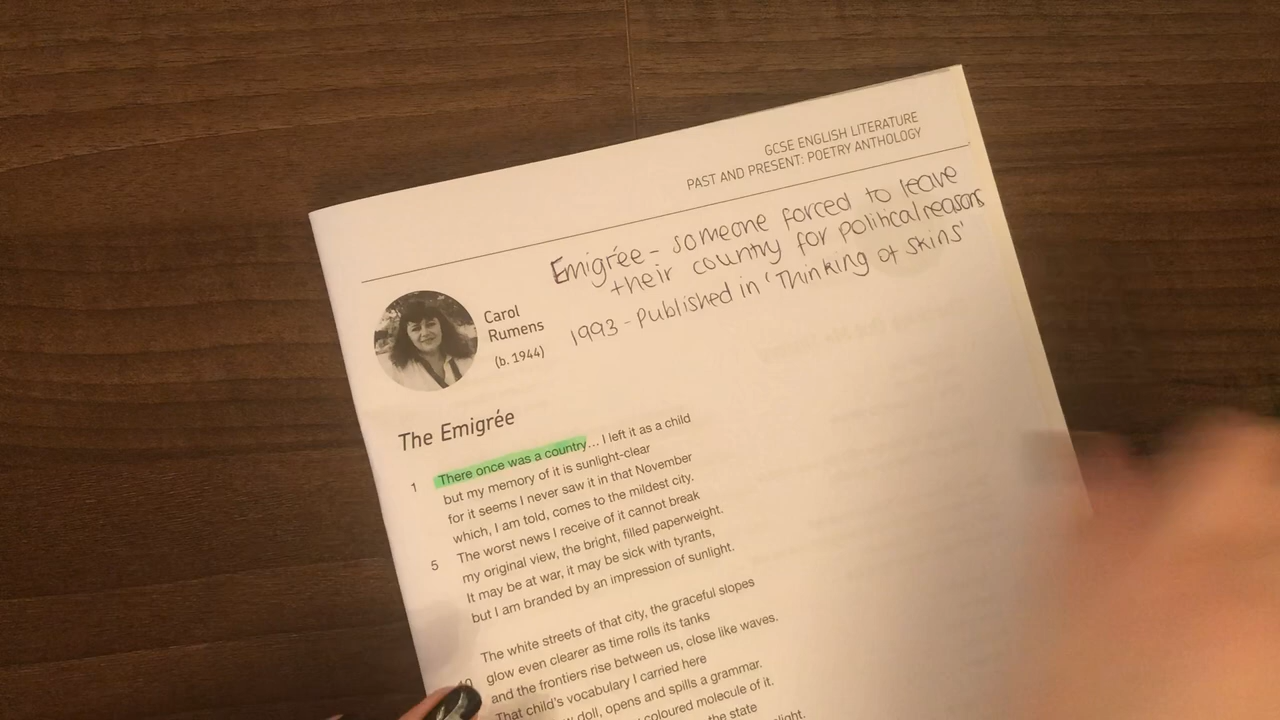 GCSE ENGLISH LITERATURE
PAST AND PRESENT: POETRY ANTHOLOGY
Emigrée - someone forced to leave
their country for political reasons
1993 - Published in 'Thinking of Skins'
Carol
Rumens
(b. 1944)
The Emigrée
1 There once was a country... I left it as a child
but my memory of it is sunlight-clear
for it seems I never saw it in that November
which, I am told, comes to the mildest city.
5 The worst news I receive of it cannot break
my original view, the bright, filled paperweight.
It may be at war, it may be sick with tyrants,
but I am branded by an impression of sunlight.
The white streets of that city, the graceful slopes
glow even clearer as time rolls its tanks
and the frontiers rise between us, close like waves.
That child's vocabulary I carried here
doll, opens and spills a grammar.
coloured molecule of it.
the state